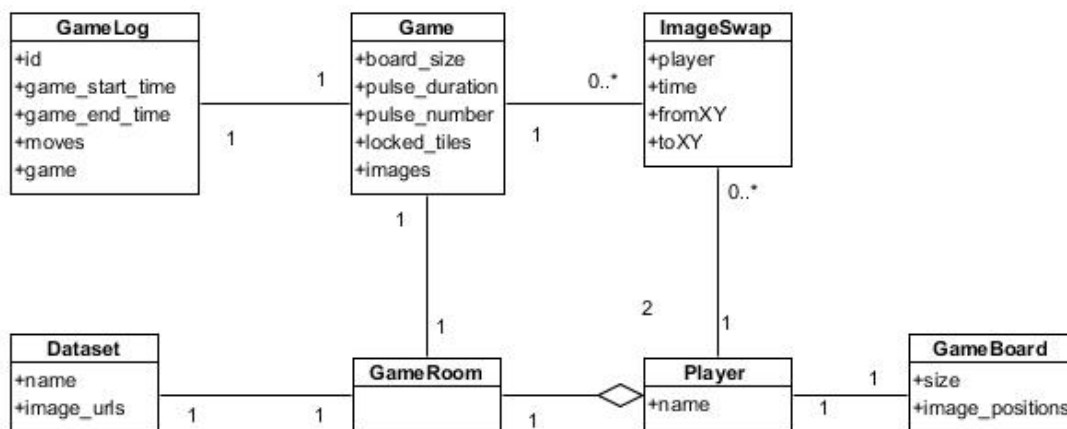 GameLog
+id
+game_start_time
+game_end_time
+moves
+game
1
1
Game
+board_size
+pulse_duration
+pulse_number
+locked_tiles
+images
0..*
1
ImageSwap
+player
+time
+fromXY
+toXY
1
0..*
1
2
1
Dataset
+name
+image_urls
1
1
GameRoom
1
Player
+name
1
1
GameBoard
+size
+image_positions